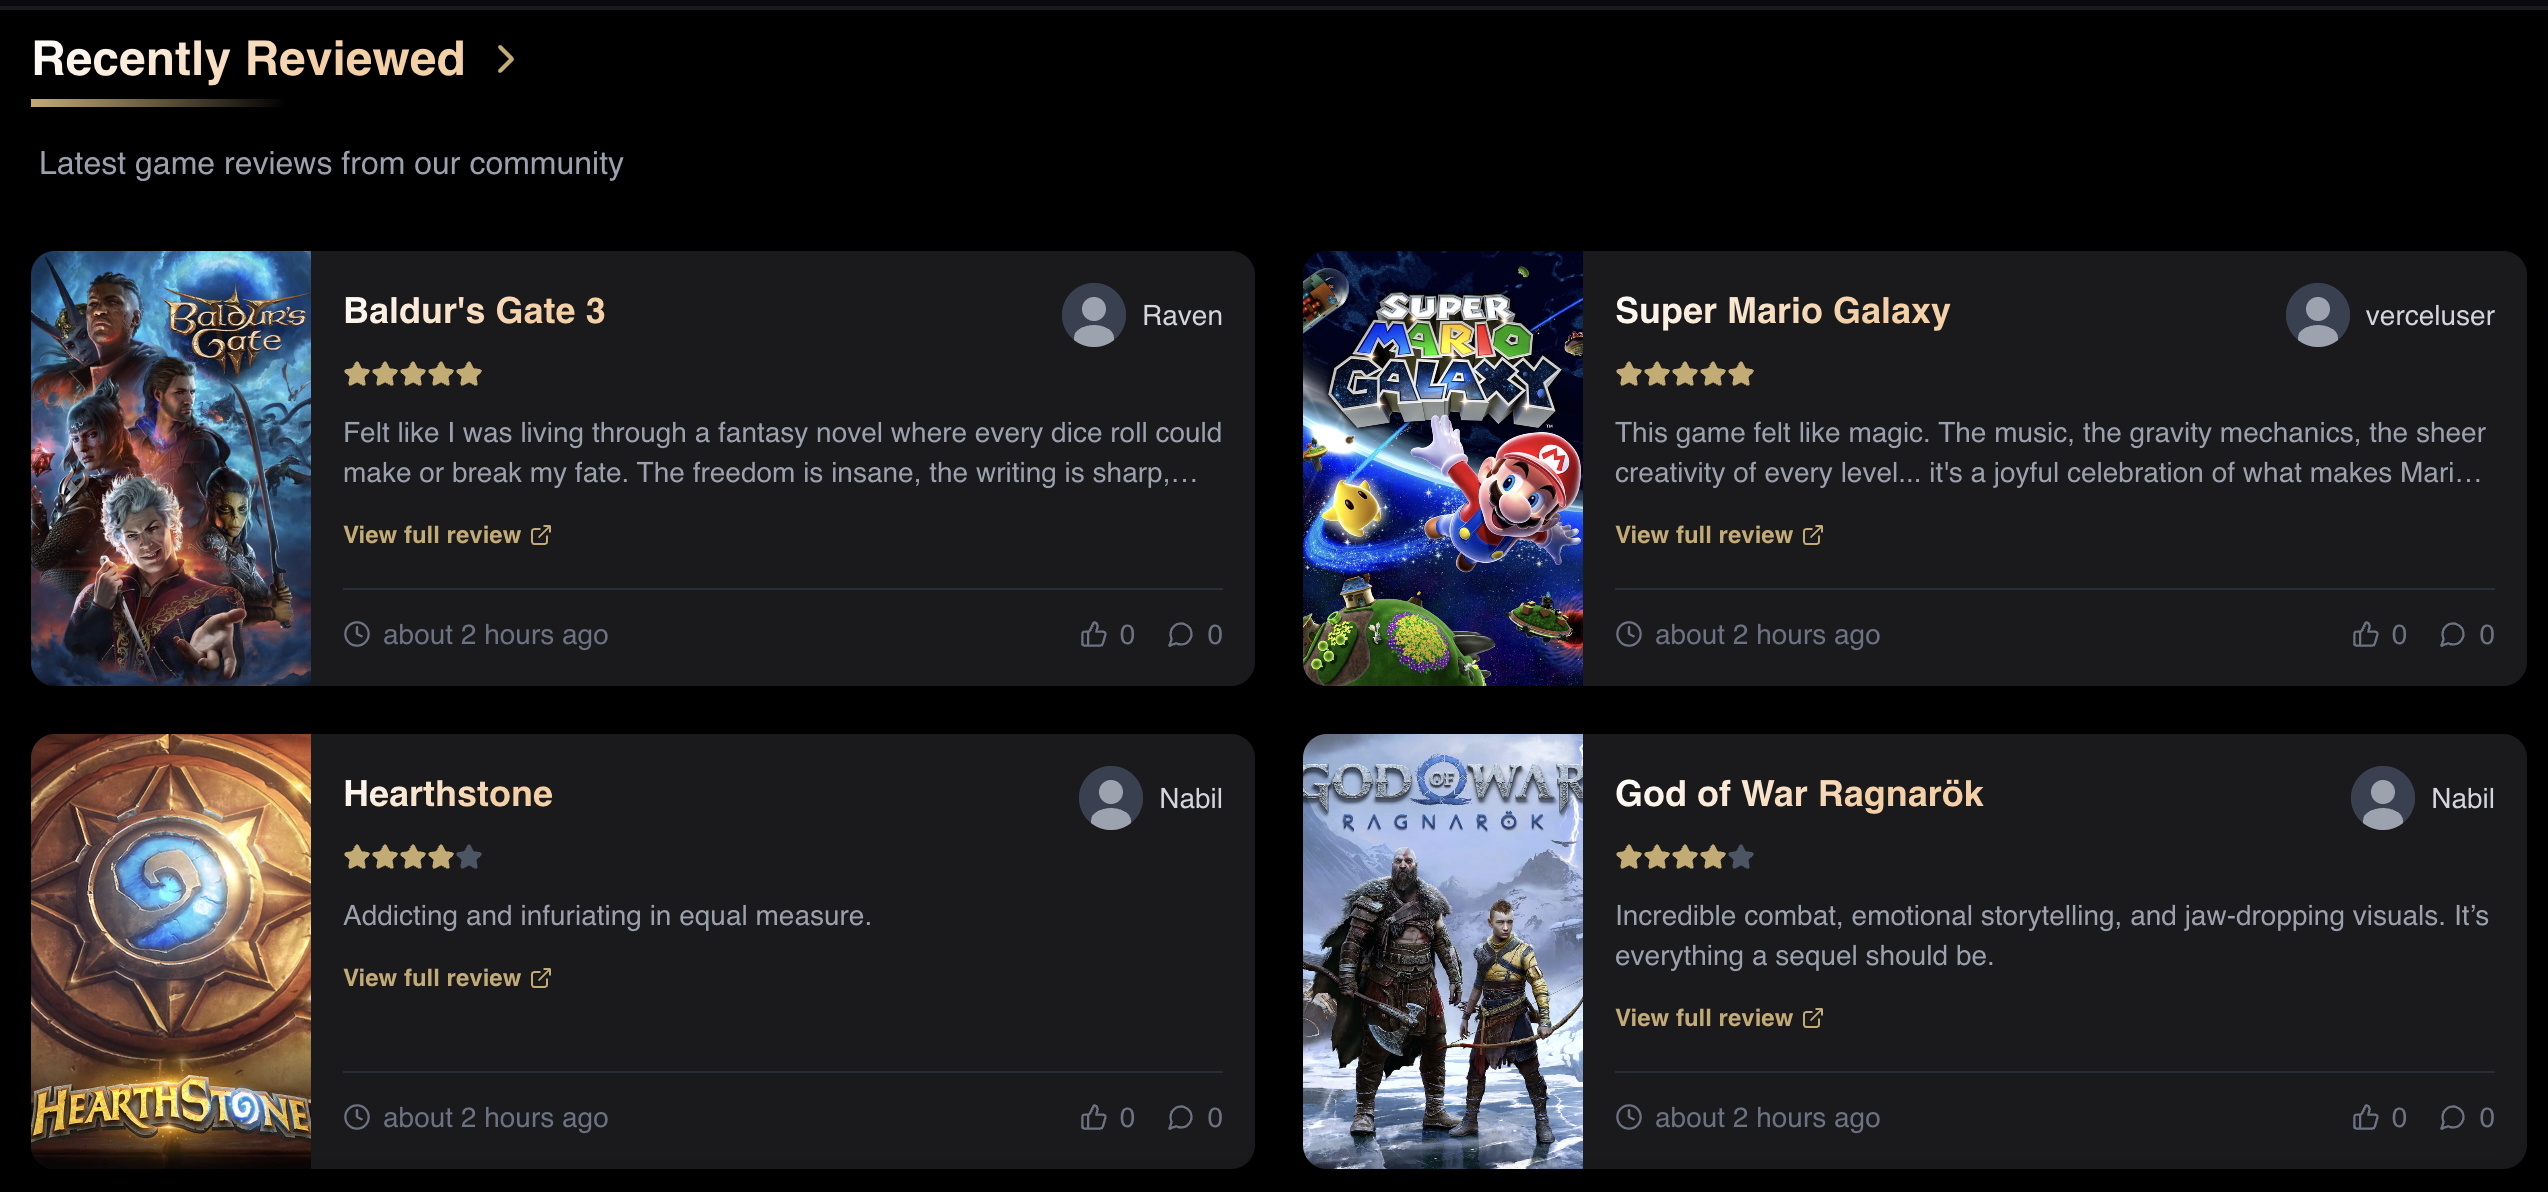 Recently Reviewed
Latest game reviews from our community
BALDUR'S
GATE
Baldur's Gate 3
Raven
Felt like I was living through a fantasy novel where every dice roll could
make or break my fate. The freedom is insane, the writing is sharp,…
View full review
about 2 hours ago
0
0
SUPER
MARIO
GALAXY
TM
Super Mario Galaxy
verceluser
This game felt like magic. The music, the gravity mechanics, the sheer
creativity of every level... it's a joyful celebration of what makes Mari…
View full review
about 2 hours ago
0
0
HEARTHSTONE
Hearthstone
Nabil
Addicting and infuriating in equal measure.
View full review
about 2 hours ago
0
0
GOD OF WAR
RAGNARÖK
God of War Ragnarök
Nabil
Incredible combat, emotional storytelling, and jaw-dropping visuals. It’s
everything a sequel should be.
View full review
about 2 hours ago
0
0